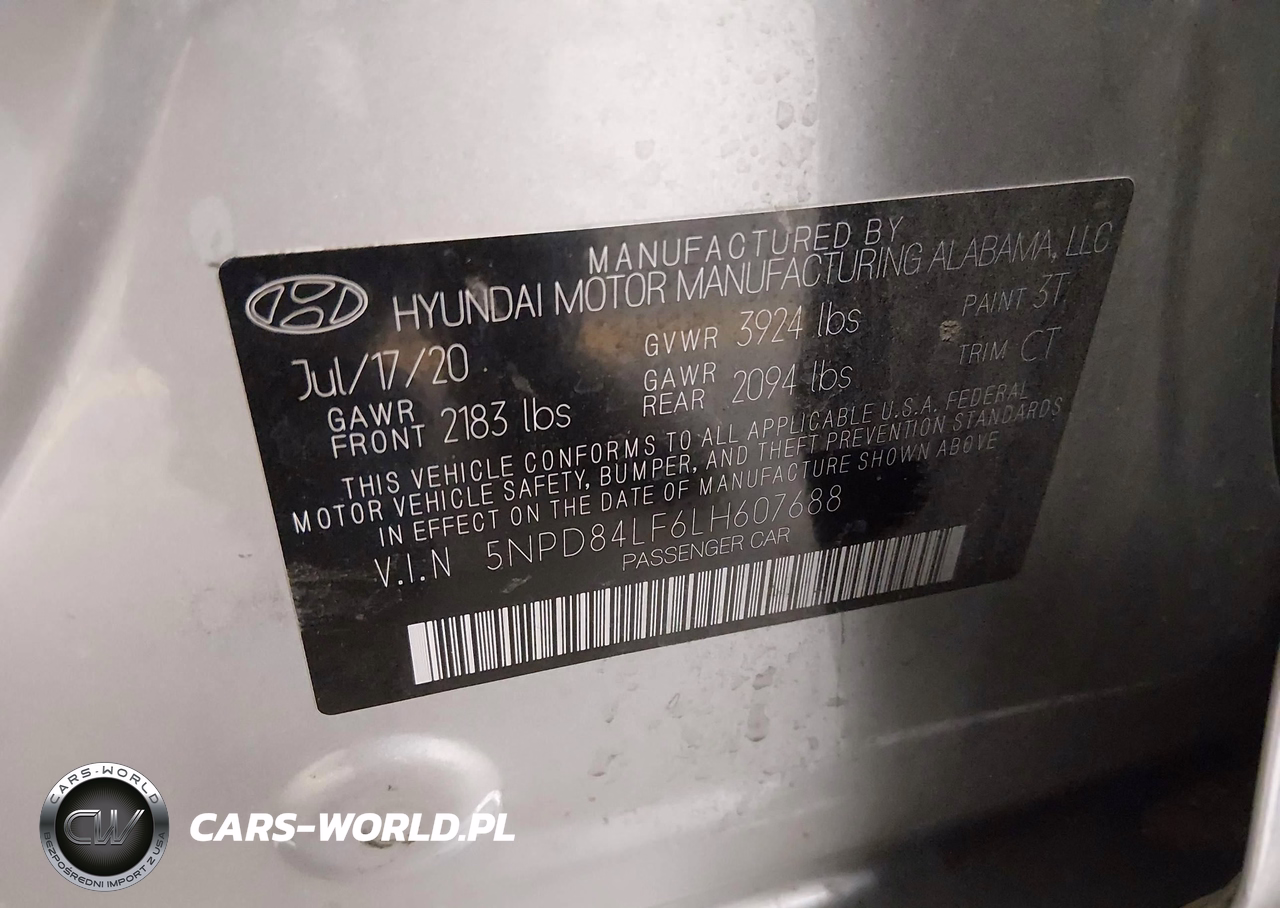 MANUFACTURED BY
HYUNDAI MOTOR MANUFACTURING ALABAMA, LLC
Jul/17/20 GVWR 3924 lbs PAINT 3T
GAWR FRONT 2183 lbs GAWR REAR 2094 lbs TRIM CT
THIS VEHICLE CONFORMS TO ALL APPLICABLE U.S.A. FEDERAL
MOTOR VEHICLE SAFETY, BUMPER, AND THEFT PREVENTION STANDARDS
IN EFFECT ON THE DATE OF MANUFACTURE SHOWN ABOVE
V.I.N 5NPD84LF6LH607688
PASSENGER CAR
CARS-WORLD
CW
BEZPOŚREDNI IMPORT Z USA
CARS-WORLD.PL